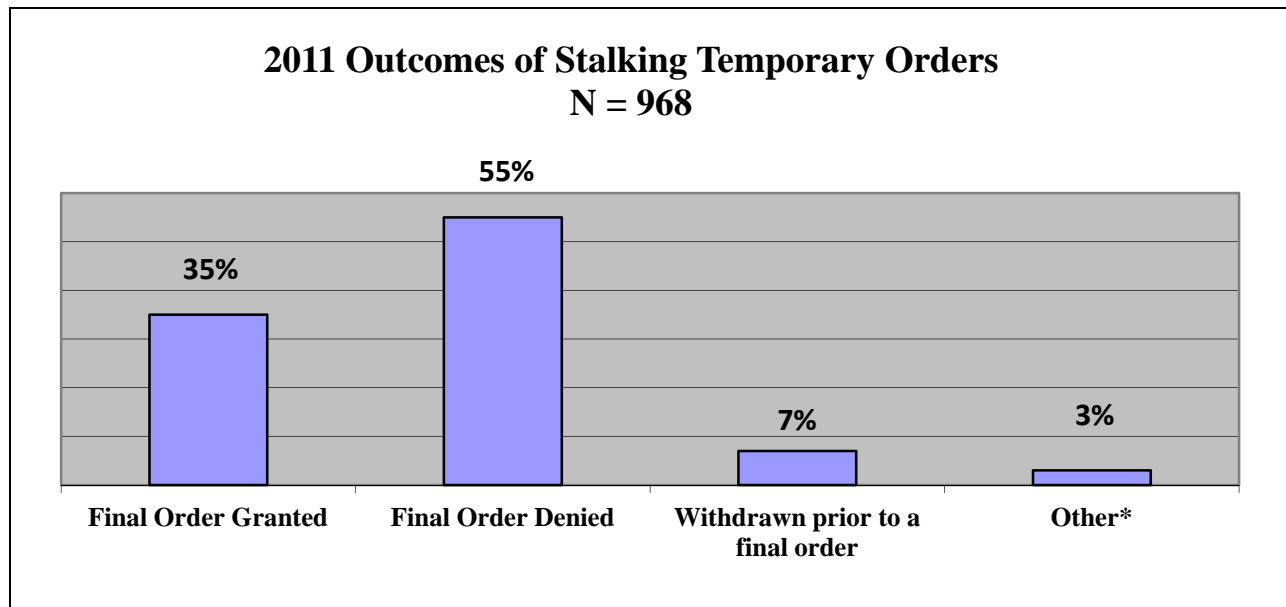 2011 Outcomes of Stalking Temporary Orders
N = 968
35%
55%
7%
3%
Final Order Granted
Final Order Denied
Withdrawn prior to a
final order
Other*